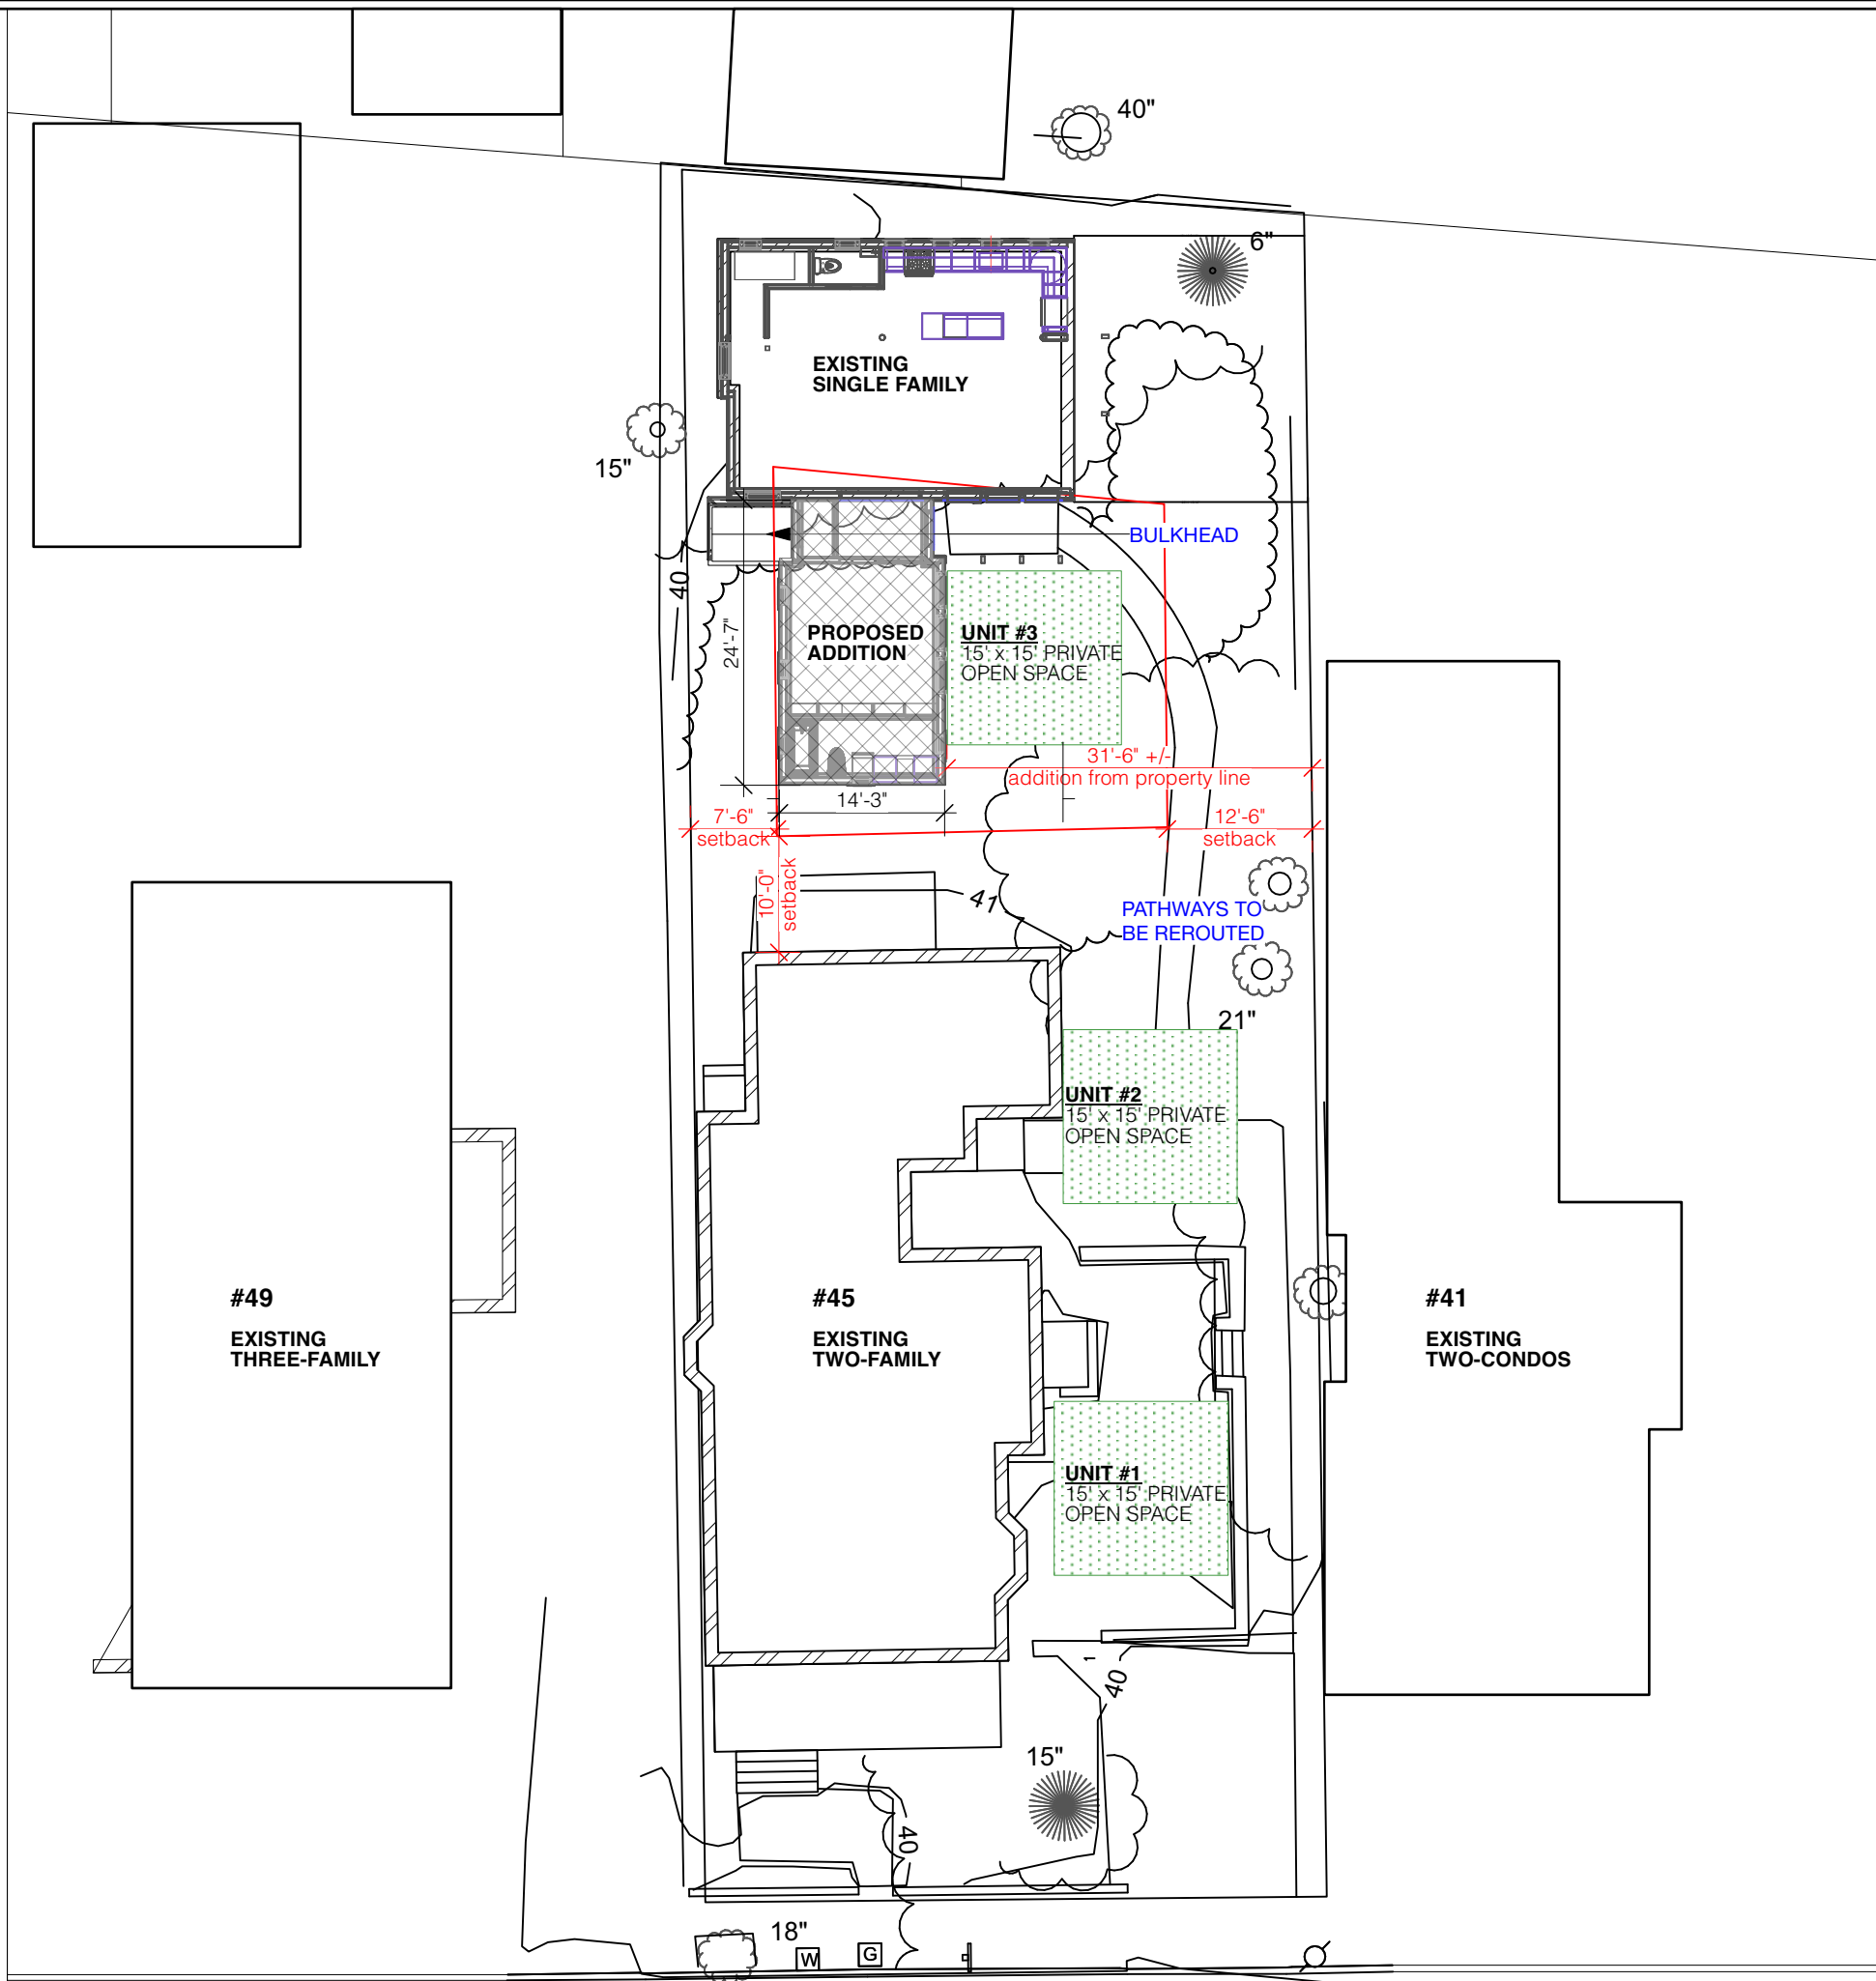 40"
6"
EXISTING
SINGLE FAMILY
15"
BULKHEAD
40
24'-7"
PROPOSED
ADDITION
UNIT #3
15' x 15' PRIVATE
OPEN SPACE
31'-6" +/-
addition from property line
14'-3"
7'-6"
setback
12'-6"
setback
10'-0"
setback
41
PATHWAYS TO
BE REROUTED
21"
UNIT #2
15' x 15' PRIVATE
OPEN SPACE
#49
EXISTING
THREE-FAMILY
#45
EXISTING
TWO-FAMILY
#41
EXISTING
TWO-CONDOS
UNIT #1
15' x 15' PRIVATE
OPEN SPACE
1
40
15"
40
18"
W
G